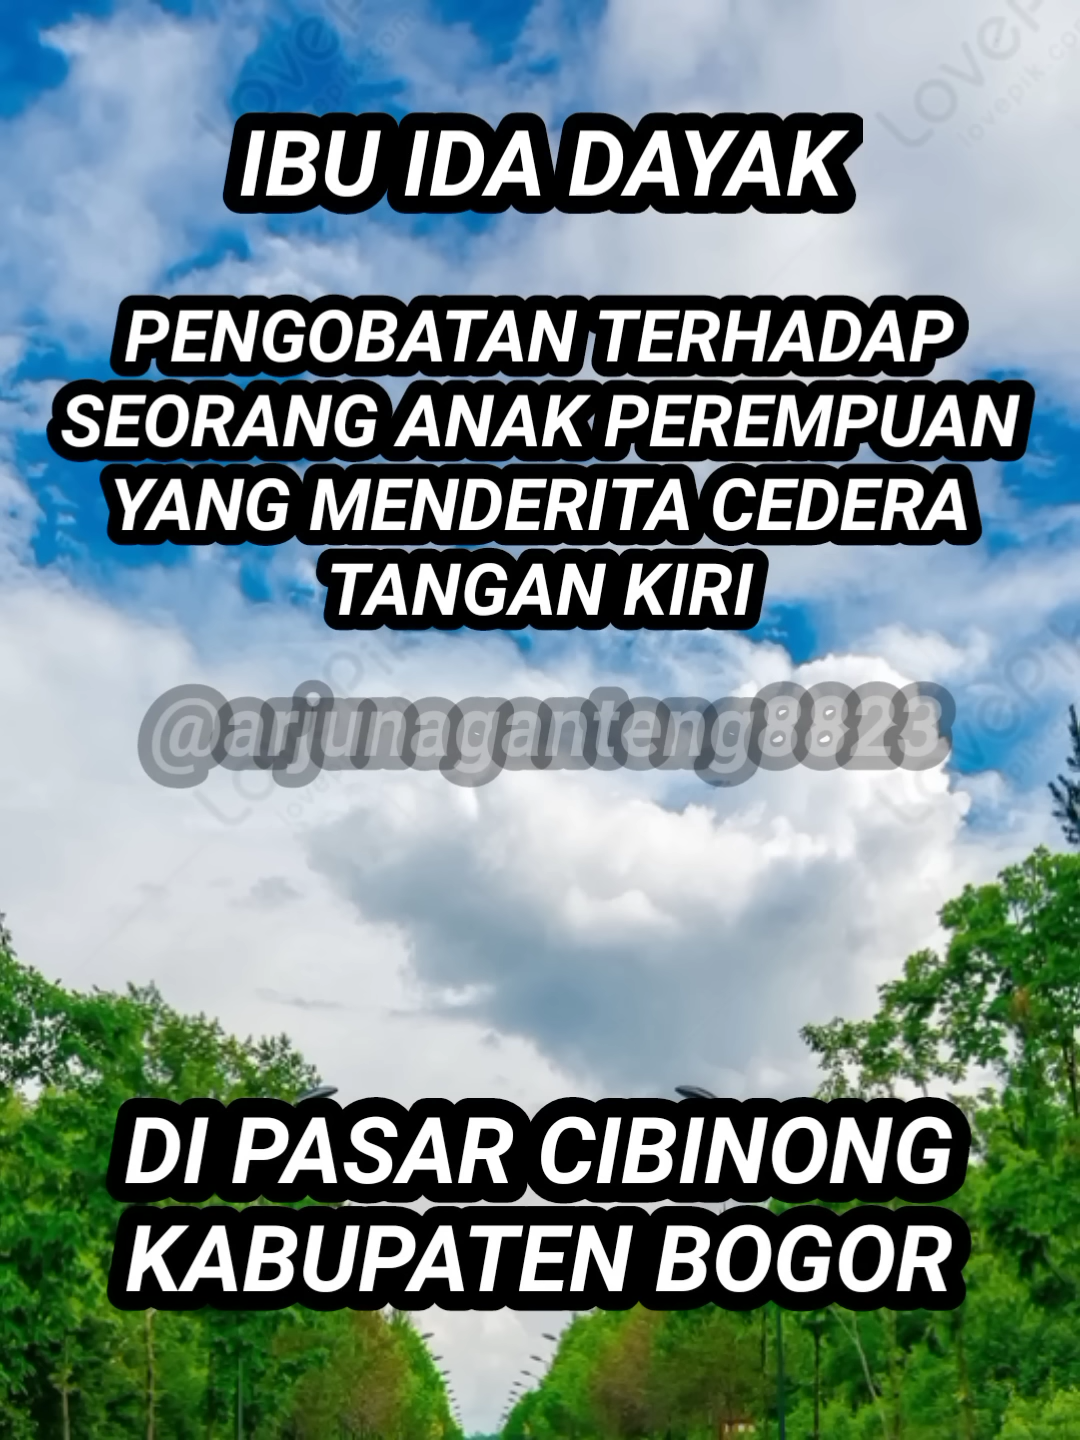 IBU IDA DAYAK
PENGOBATAN TERHADAP
SEORANG ANAK PEREMPUAN
YANG MENDERITA CEDERA
TANGAN KIRI
@arjunaganteng8823
DI PASAR CIBINONG
KABUPATEN BOGOR